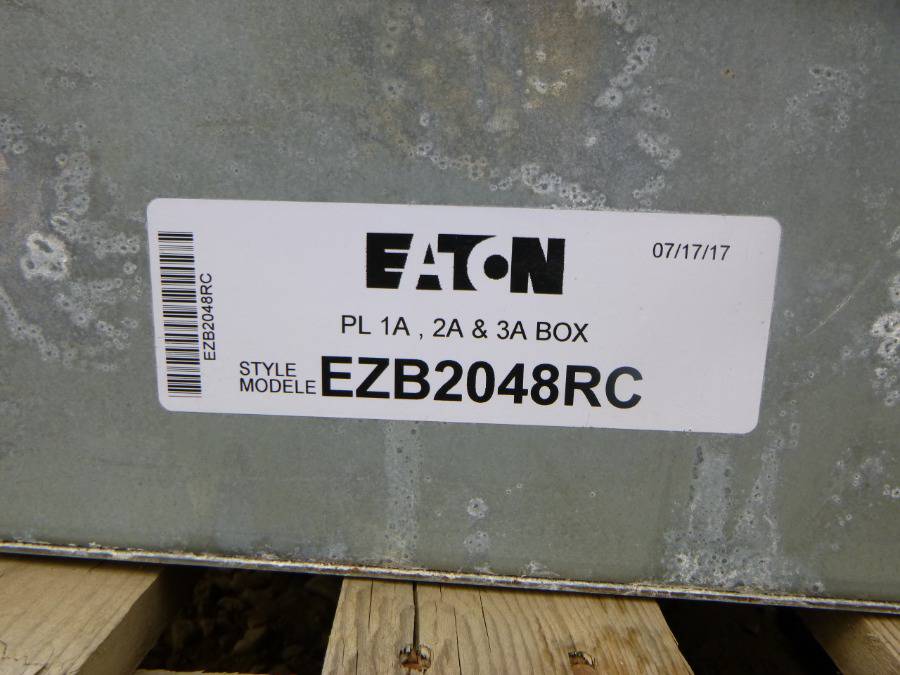 EATON
07/17/17
PL 1A , 2A & 3A BOX
STYLE
MODELE EZB2048RC
EZB2048RC